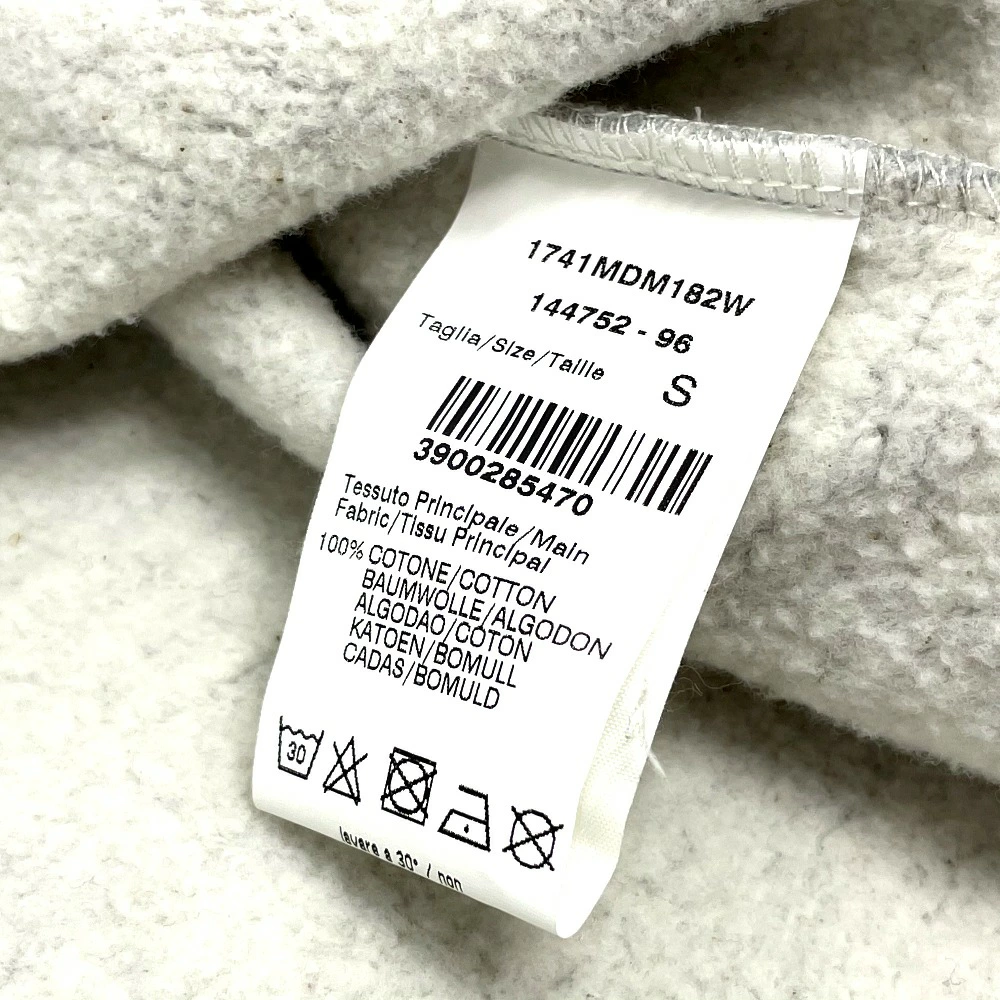 1741MDM182W
144752 - 96
Taglia/Size/Taille S
3900285470
Tessuto Principale/Main
Fabric/Tissu Principal
100% COTONE/COTTON
BAUMWOLLE/ALGODON
ALGODAO/COTON
KATOEN/BOMULL
CADAS/BOMULD
30
lavare a 30° / non